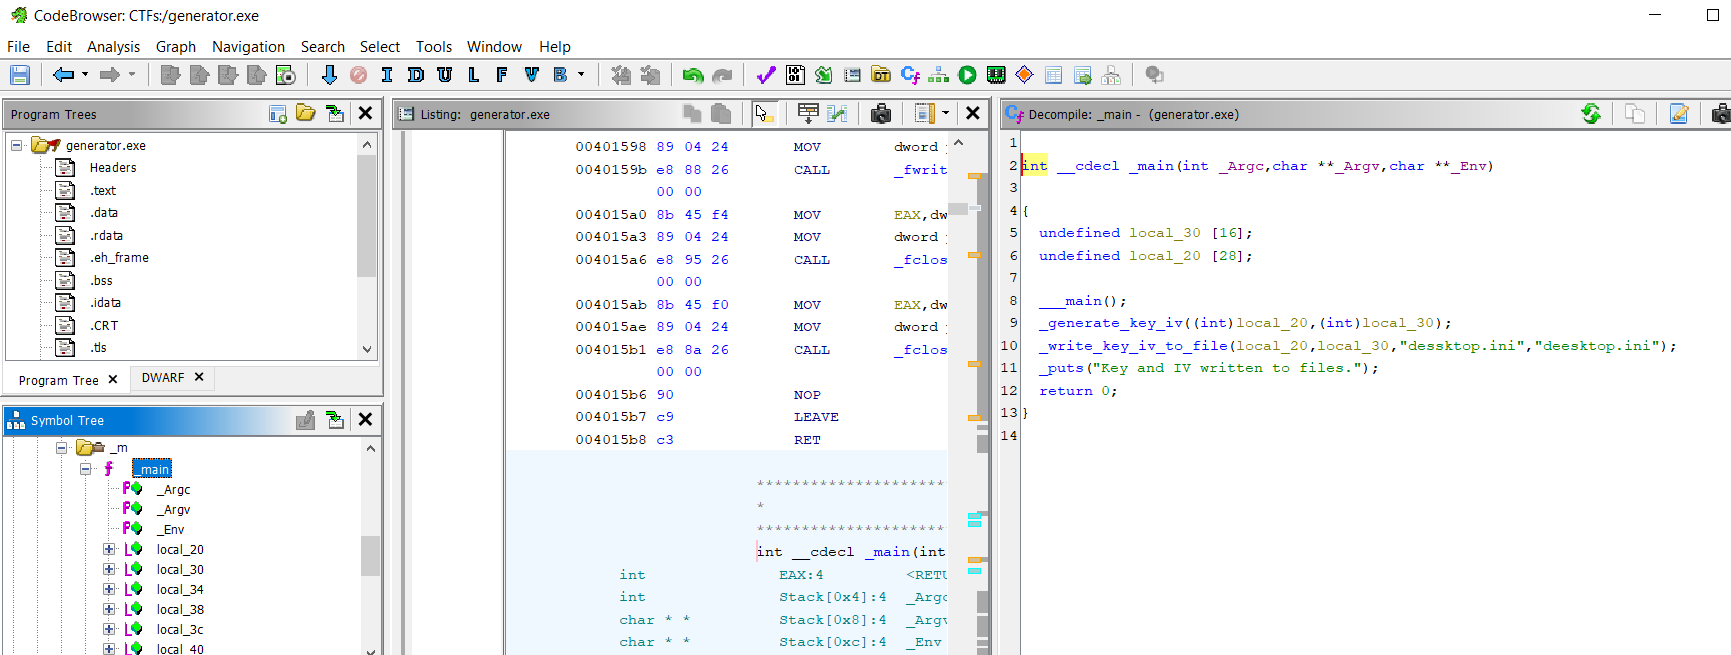 CodeBrowser: CTFs:/generator.exe
File Edit Analysis Graph Navigation Search Select Tools Window Help
I D U L F V B
Program Trees
generator.exe
Headers
.text
.data
.rdata
.eh_frame
.bss
.idata
.CRT
.tls
Program Tree
DWARF
Symbol Tree
_m
f _main
_Argc
_Argv
_Env
local_20
local_30
local_34
local_38
local_3c
local_40
Listing: generator.exe
00401598 89 04 24 MOV dword
0040159b e8 88 26 CALL _fwrit
00 00
004015a0 8b 45 f4 MOV EAX,dw
004015a3 89 04 24 MOV dword
004015a6 e8 95 26 CALL _fclos
00 00
004015ab 8b 45 f0 MOV EAX,dw
004015ae 89 04 24 MOV dword
004015b1 e8 8a 26 CALL _fclos
00 00
004015b6 90 NOP
004015b7 c9 LEAVE
004015b8 c3 RET
*********************
*
*********************
int __cdecl _main(int
int EAX:4 <RETU
int Stack[0x4]:4 _Argc
char * * Stack[0x8]:4 _Argv
char * * Stack[0xc]:4 _Env
Decompile: _main - (generator.exe)
1
2 int __cdecl _main(int _Argc,char **_Argv,char **_Env)
3
4 {
5 undefined local_30 [16];
6 undefined local_20 [28];
7
8 ___main();
9 _generate_key_iv((int)local_20,(int)local_30);
10 _write_key_iv_to_file(local_20,local_30,"dessktop.ini","deesktop.ini");
11 _puts("Key and IV written to files.");
12 return 0;
13 }
14